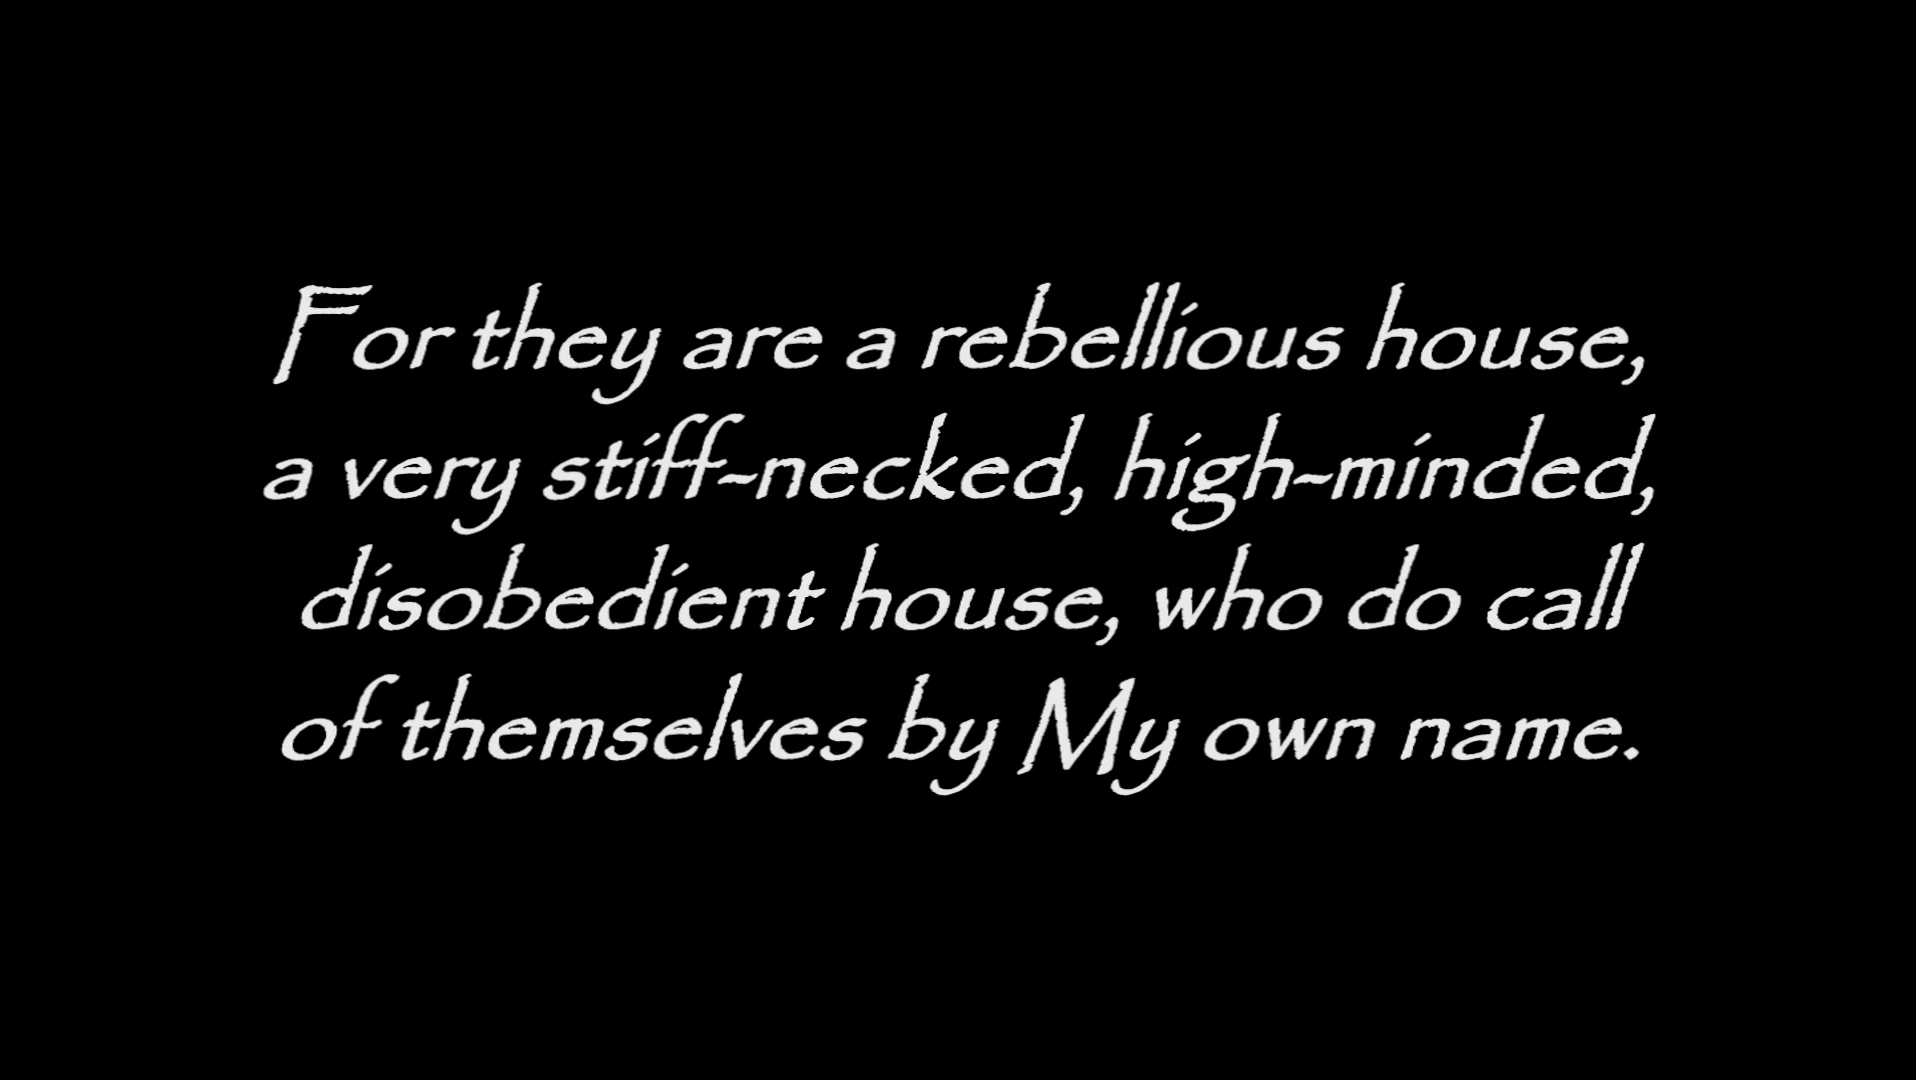 For they are a rebellious house,
a very stiff-necked, high-minded,
disobedient house, who do call
of themselves by My own name.